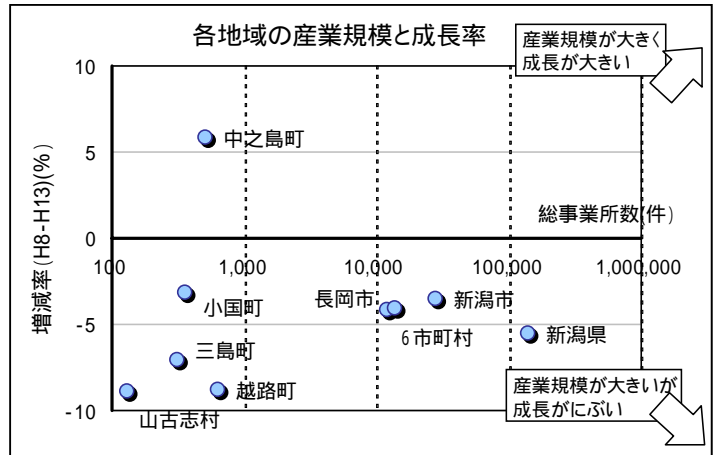 各地域の産業規模と成長率
産業規模が大きく
成長が大きい
増減率(H8-H13)(%)
10
5
0
-5
-10
総事業所数(件)
100
1,000
10,000
100,000
1,000,000
中之島町
小国町
長岡市
新潟市
6市町村
新潟県
三島町
越路町
山古志村
産業規模が大きいが
成長がにぶい